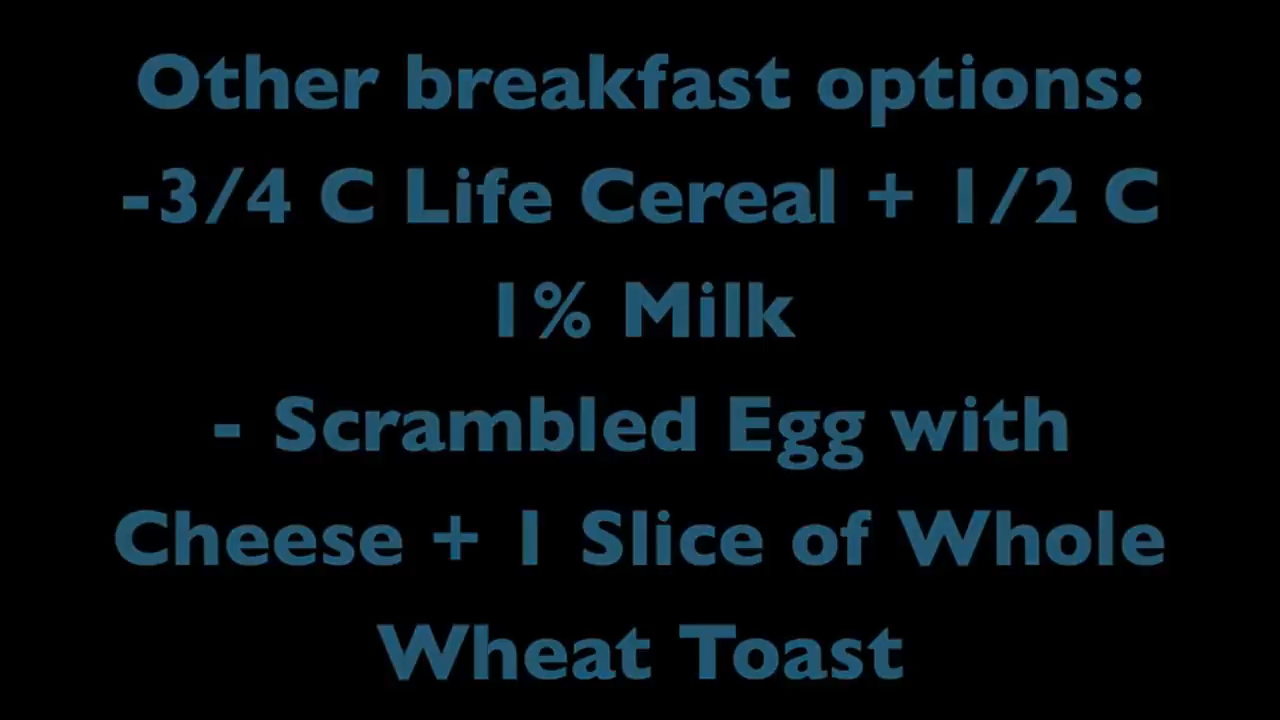 Other breakfast options:
-3/4 C Life Cereal + 1/2 C
1% Milk
- Scrambled Egg with
Cheese + 1 Slice of Whole
Wheat Toast